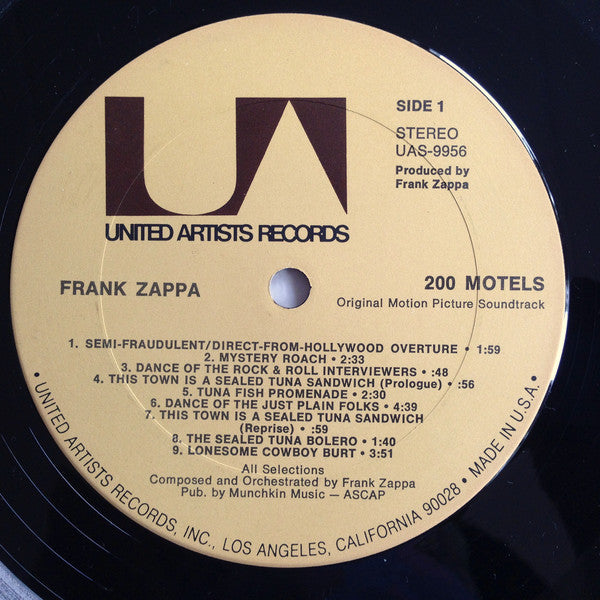 UA
UNITED ARTISTS RECORDS
SIDE 1
STEREO
UAS-9956
Produced by
Frank Zappa
FRANK ZAPPA
200 MOTELS
Original Motion Picture Soundtrack
1. SEMI-FRAUDULENT/DIRECT-FROM-HOLLYWOOD OVERTURE • 1:59
2. MYSTERY ROACH • 2:33
3. DANCE OF THE ROCK & ROLL INTERVIEWERS • :48
4. THIS TOWN IS A SEALED TUNA SANDWICH (Prologue) • :56
5. TUNA FISH PROMENADE • 2:30
6. DANCE OF THE JUST PLAIN FOLKS • 4:39
7. THIS TOWN IS A SEALED TUNA SANDWICH
(Reprise) • :59
8. THE SEALED TUNA BOLERO • 1:40
9. LONESOME COWBOY BURT • 3:51
All Selections
Composed and Orchestrated by Frank Zappa
Pub. by Munchkin Music — ASCAP
• UNITED ARTISTS RECORDS, INC., LOS ANGELES, CALIFORNIA 90028 • MADE IN U.S.A. •